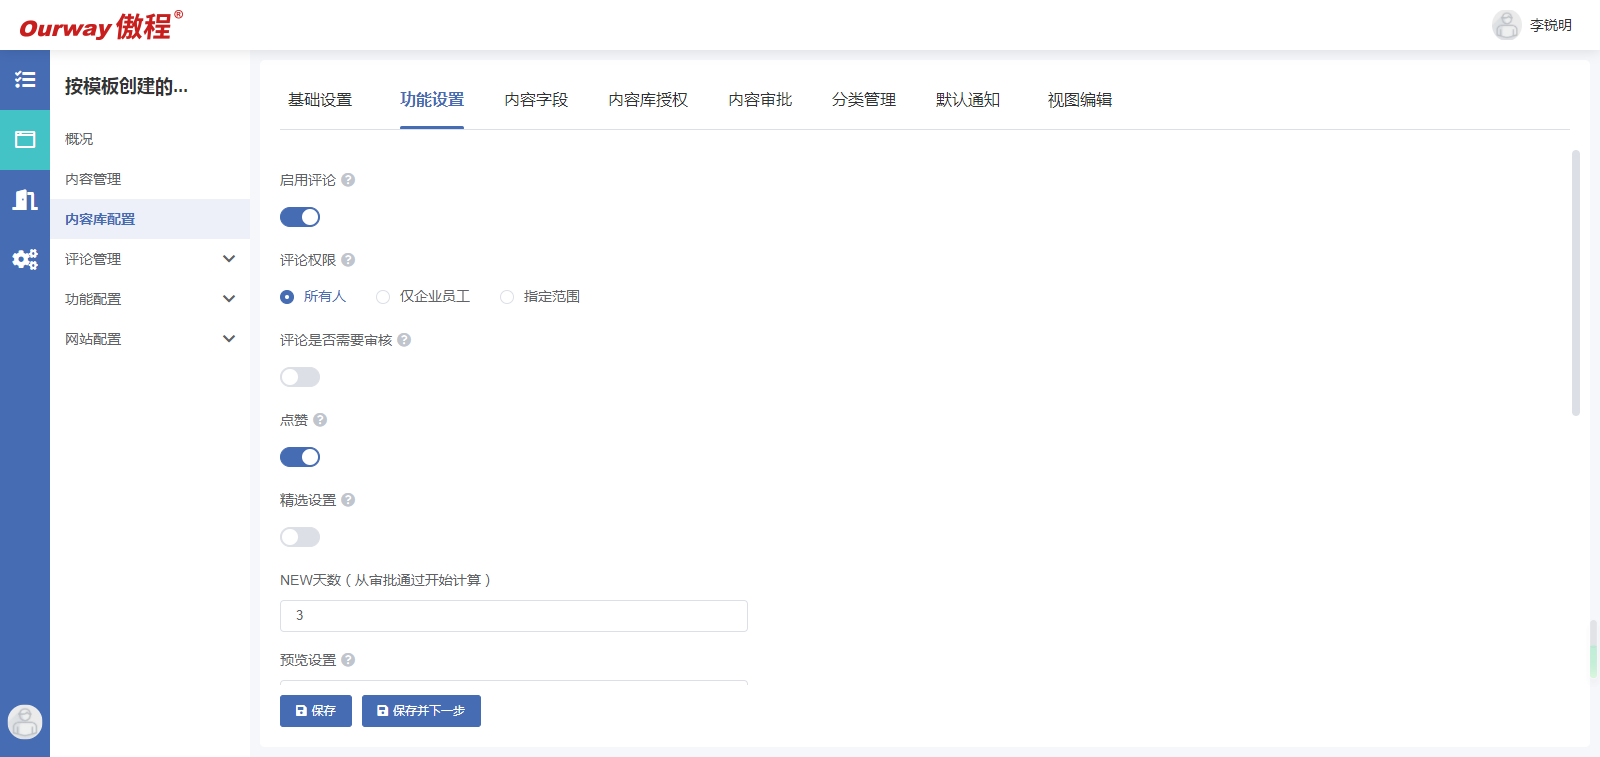 Ourway 傲程®
李锐明
按模板创建的...
概况
内容管理
内容库配置
评论管理
功能配置
网站配置
基础设置 功能设置 内容字段 内容库授权 内容审批 分类管理 默认通知 视图编辑
启用评论
评论权限
所有人 仅企业员工 指定范围
评论是否需要审核
点赞
精选设置
NEW天数（从审批通过开始计算）
3
预览设置
保存 保存并下一步